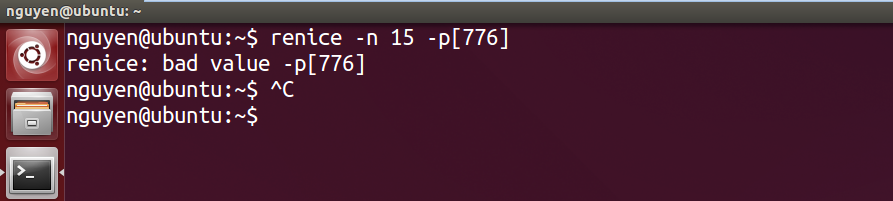 nguyen@ubuntu: ~
nguyen@ubuntu:~$ renice -n 15 -p[776]
renice: bad value -p[776]
nguyen@ubuntu:~$ ^C
nguyen@ubuntu:~$
>_